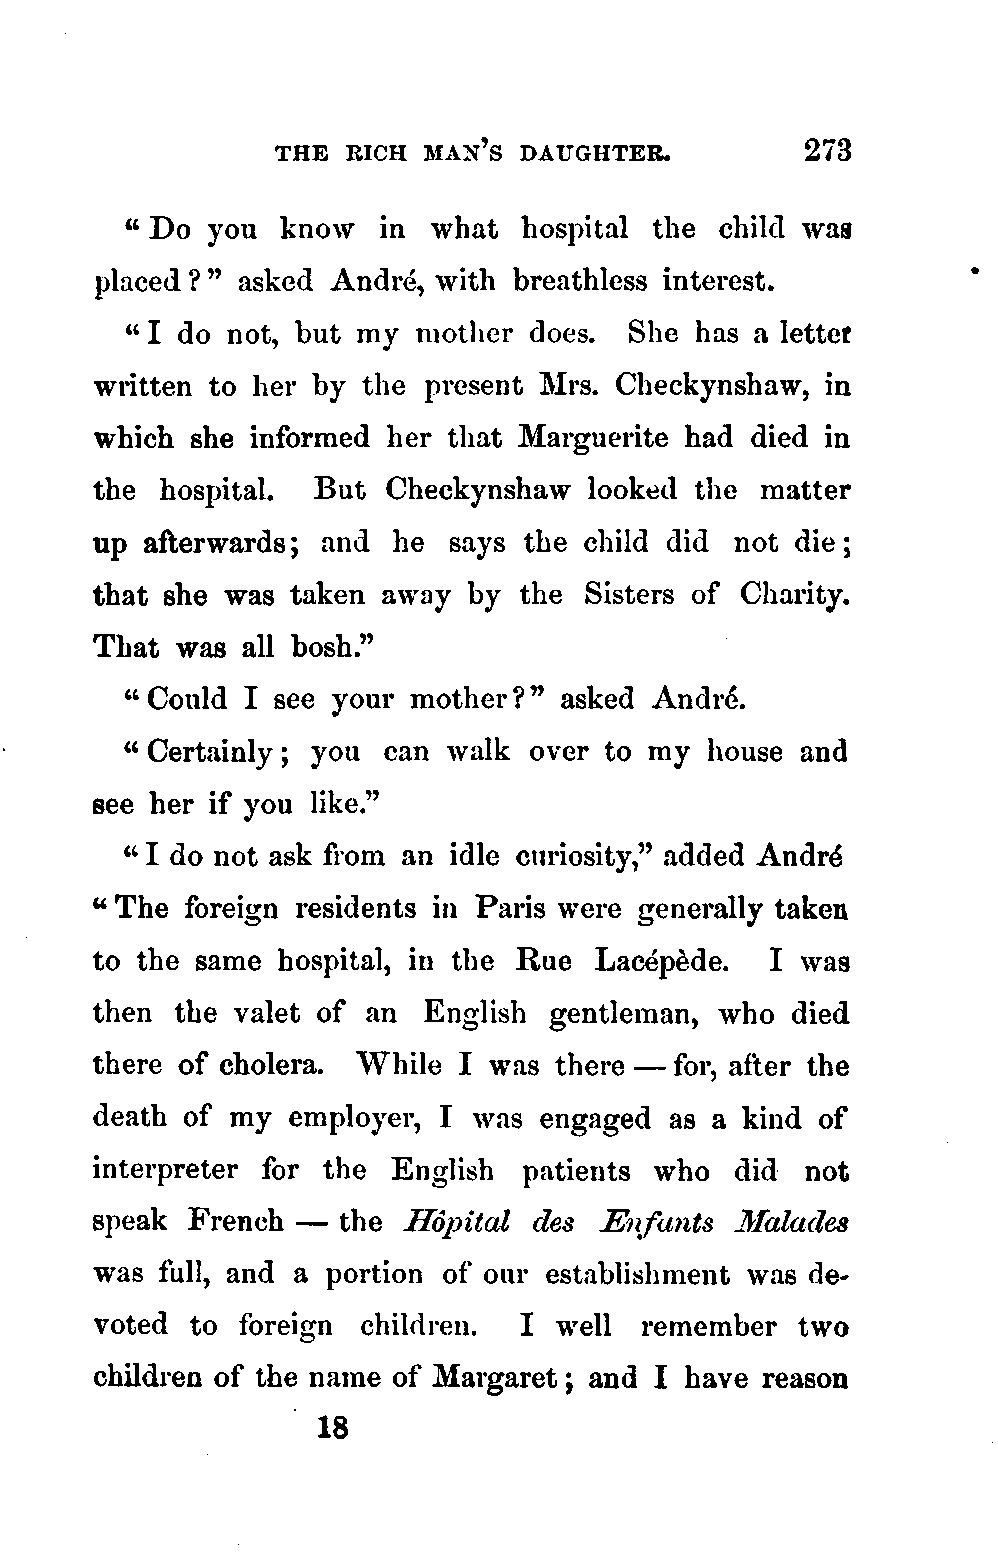 THE RICH MAN'S DAUGHTER. 273
" Do you know in what hospital the child was
placed?" asked André, with breathless interest.
"I do not, but my mother does. She has a letter
written to her by the present Mrs. Checkynshaw, in
which she informed her that Marguerite had died in
the hospital. But Checkynshaw looked the matter
up afterwards; and he says the child did not die;
that she was taken away by the Sisters of Charity.
That was all bosh."
"Could I see your mother?" asked André.
"Certainly; you can walk over to my house and
see her if you like."
"I do not ask from an idle curiosity," added André
"The foreign residents in Paris were generally taken
to the same hospital, in the Rue Lacépède. I was
then the valet of an English gentleman, who died
there of cholera. While I was there — for, after the
death of my employer, I was engaged as a kind of
interpreter for the English patients who did not
speak French — the Hôpital des Enfants Malades
was full, and a portion of our establishment was de-
voted to foreign children. I well remember two
children of the name of Margaret; and I have reason
18